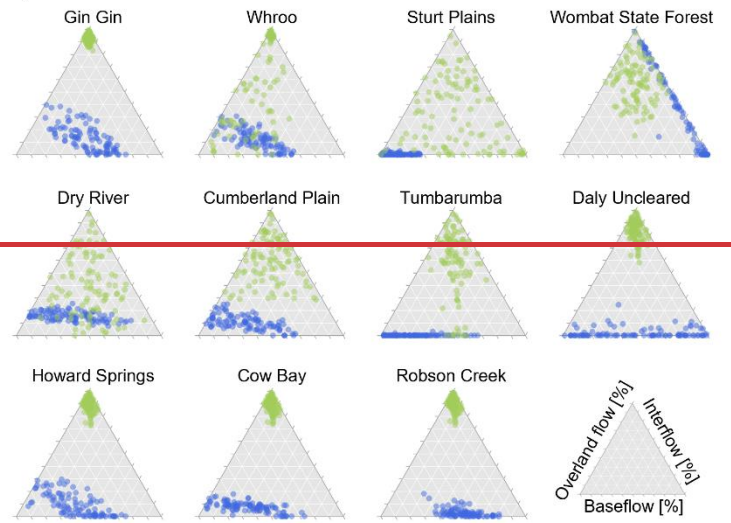 Gin Gin
Whroo
Sturt Plains
Wombat State Forest
Dry River
Cumberland Plain
Tumbarumba
Daly Uncleared
Howard Springs
Cow Bay
Robson Creek
Overland flow [%]
Interflow [%]
Baseflow [%]